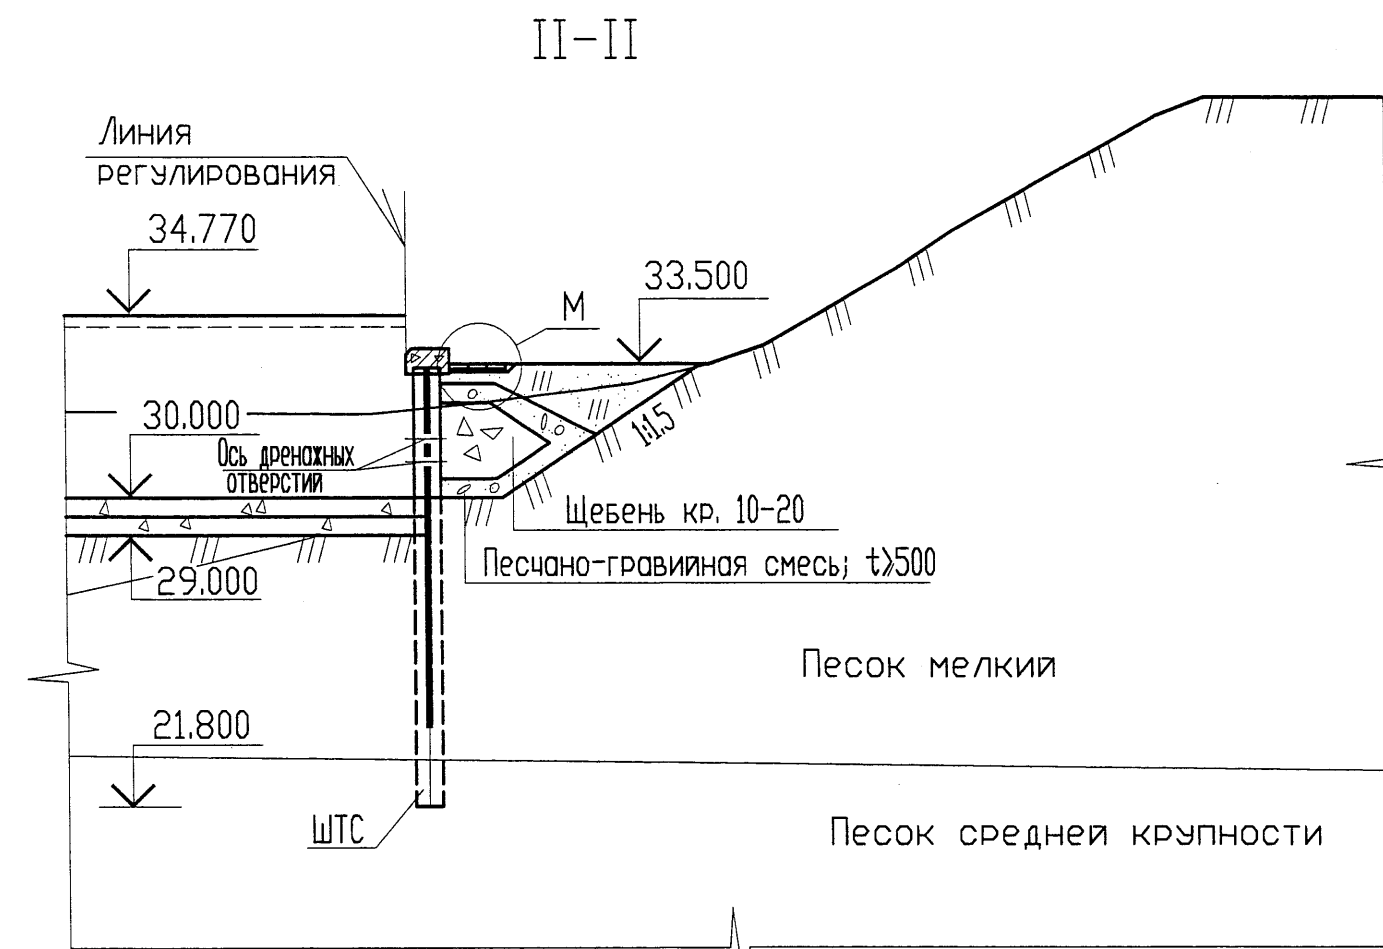 II-II
Линия
регулирования
34.770
33.500
М
30.000
Ось дренажных
отверстий
1:1.5
Щебень кр. 10-20
Песчано-гравийная смесь; t⩾500
29.000
Песок мелкий
21.800
ШТС
Песок средней крупности